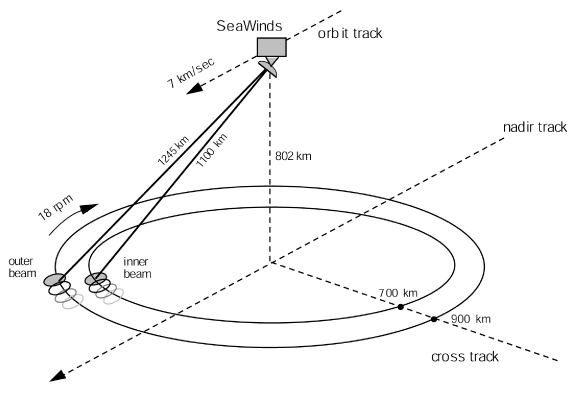 SeaWinds
orbit track
7 km/sec
nadir track
1245 km
1100 km
802 km
18 rpm
outer
beam
inner
beam
700 km
900 km
cross track